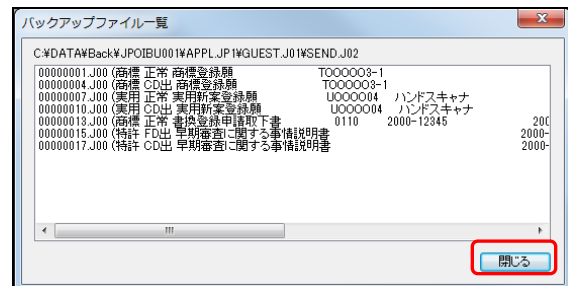 バックアップファイル一覧
C:¥DATA¥Back¥JPOIBU001¥APPL.JP1¥GUEST.J01¥SEND.J02
00000001.J00 (商標 正常 商標登録願 TOOOOO3-1
00000004.J00 (商標 CD出 商標登録願 TOOOOO3-1
00000007.J00 (実用 正常 実用新案登録願 UOOOO04 ハンドスキャナ
00000010.J00 (実用 CD出 実用新案登録願 UOOOO04 ハンドスキャナ
00000013.J00 (商標 正常 書換登録申請取下書 0110 2000-12345 200
00000015.J00 (特許 FD出 早期審査に関する事情説明書 2000-
00000017.J00 (特許 CD出 早期審査に関する事情説明書 2000-
閉じる